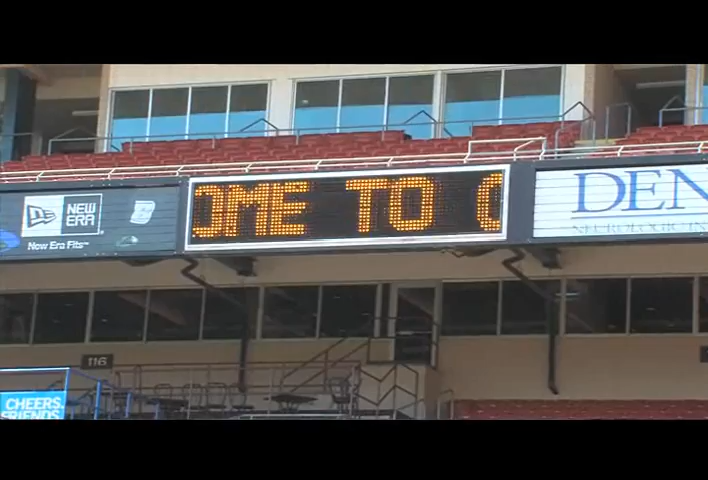 NEW
ERA
New Era Fits.
OME TO
DEN
116
CHEERS.
FRIENDS